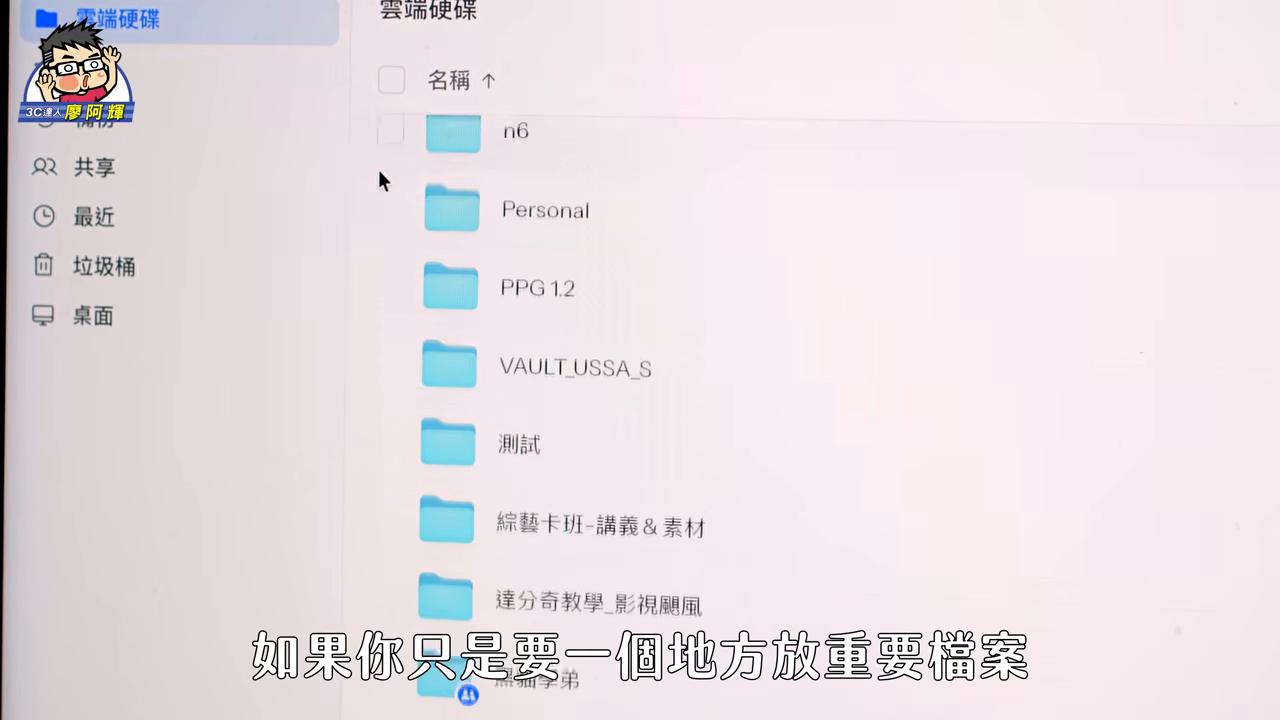 雲端硬碟
雲端硬碟
3C達人 廖阿輝
名稱 ↑
n6
共享
Personal
最近
垃圾桶
PPG 1.2
桌面
VAULT_USSA_S
測試
綜藝卡班-講義&素材
達分奇教學_影視颶風
如果你只是要一個地方放重要檔案